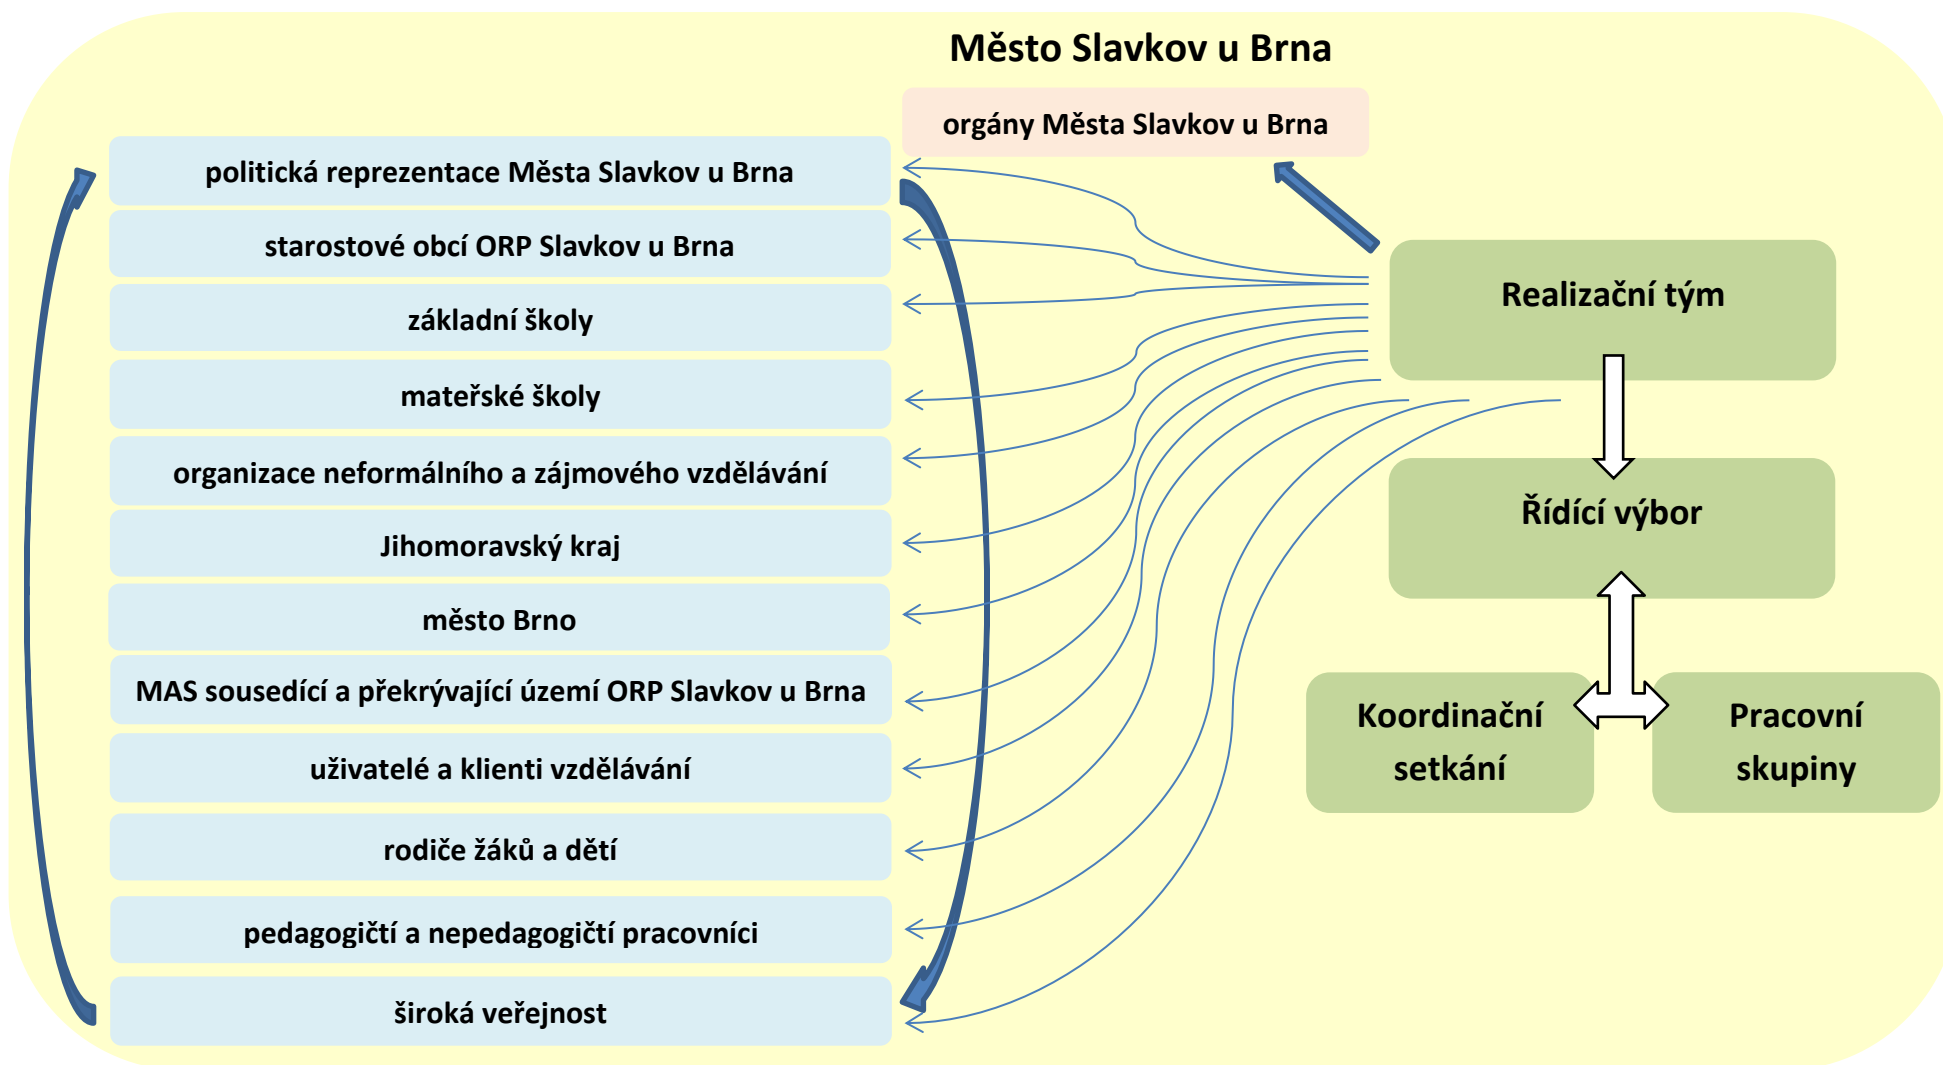 Město Slavkov u Brna
orgány Města Slavkov u Brna
politická reprezentace Města Slavkov u Brna
starostové obcí ORP Slavkov u Brna
základní školy
mateřské školy
organizace neformálního a zájmového vzdělávání
Jihomoravský kraj
město Brno
MAS sousedící a překrývající území ORP Slavkov u Brna
uživatelé a klienti vzdělávání
rodiče žáků a dětí
pedagogičtí a nepedagogičtí pracovníci
široká veřejnost
Realizační tým
Řídící výbor
Koordinační
setkání
Pracovní
skupiny